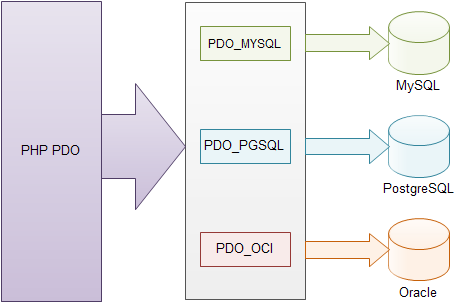 PHP PDO
PDO_MYSQL
MySQL
PDO_PGSQL
PostgreSQL
PDO_OCI
Oracle